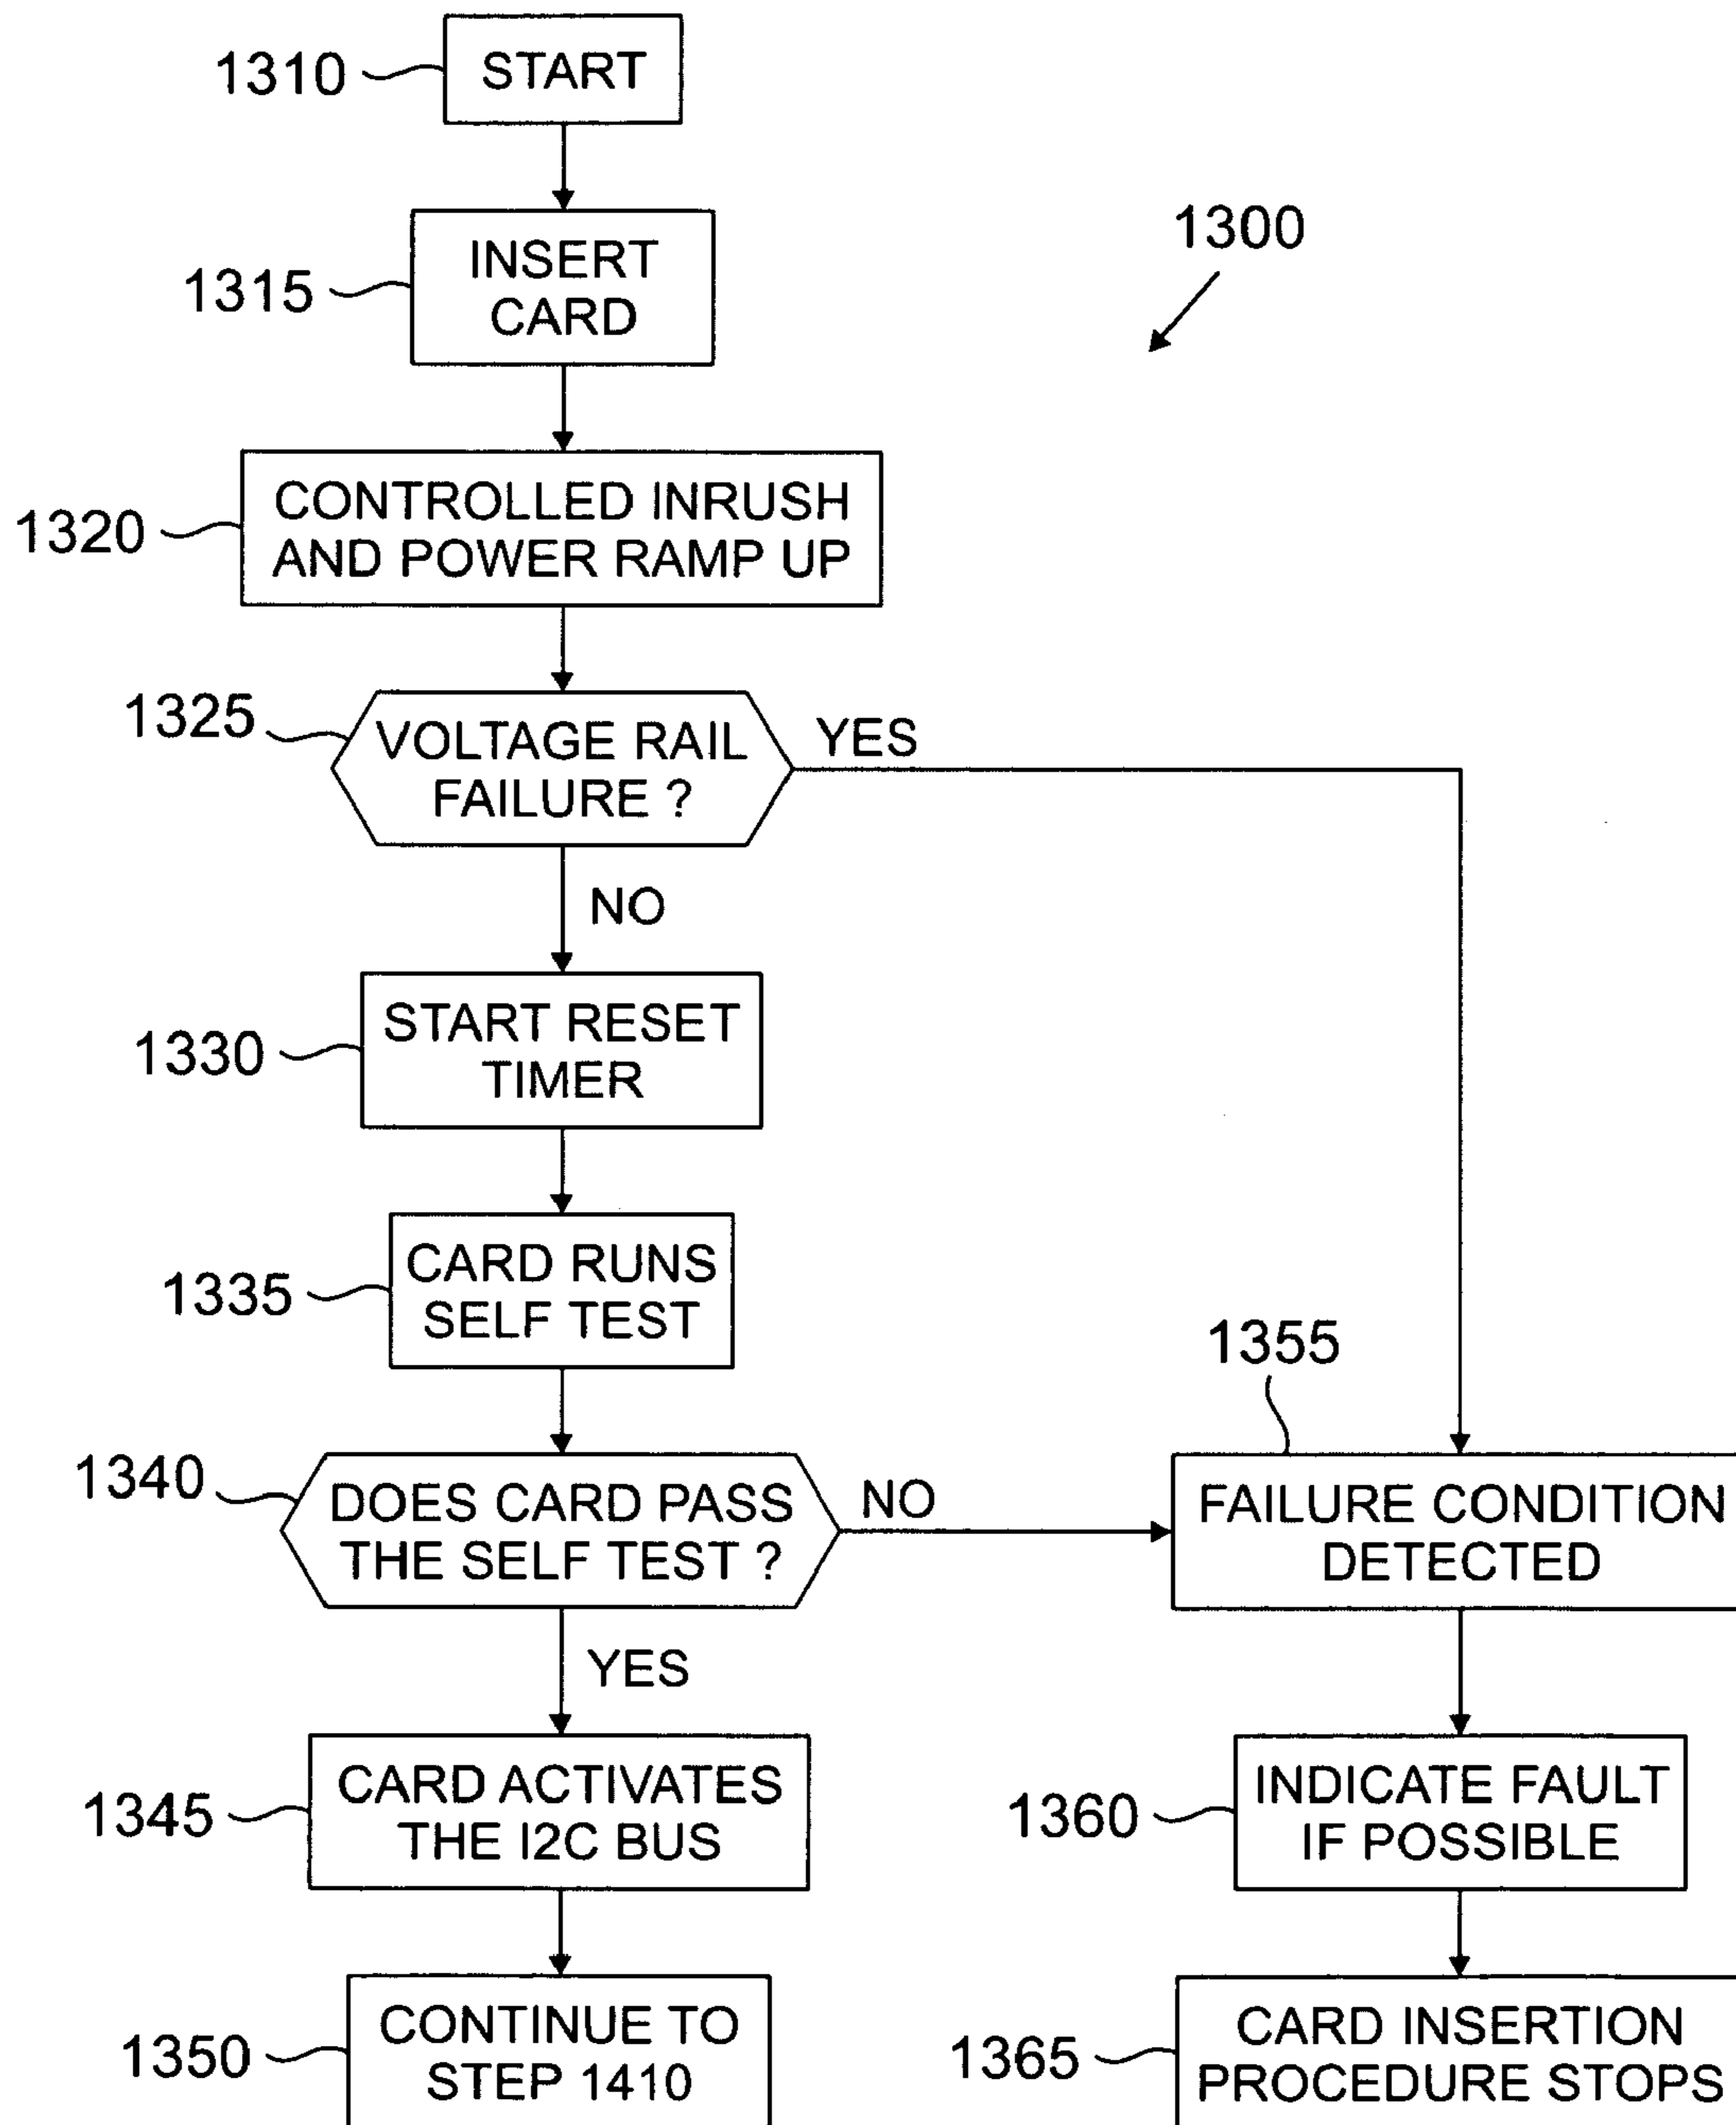 1310
START
1315
INSERT
CARD
1300
1320
CONTROLLED INRUSH
AND POWER RAMP UP
1325
VOLTAGE RAIL
FAILURE ?
YES
NO
1330
START RESET
TIMER
1335
CARD RUNS
SELF TEST
1340
DOES CARD PASS
THE SELF TEST ?
NO
1355
FAILURE CONDITION
DETECTED
YES
1345
CARD ACTIVATES
THE I2C BUS
1360
INDICATE FAULT
IF POSSIBLE
1350
CONTINUE TO
STEP 1410
1365
CARD INSERTION
PROCEDURE STOPS